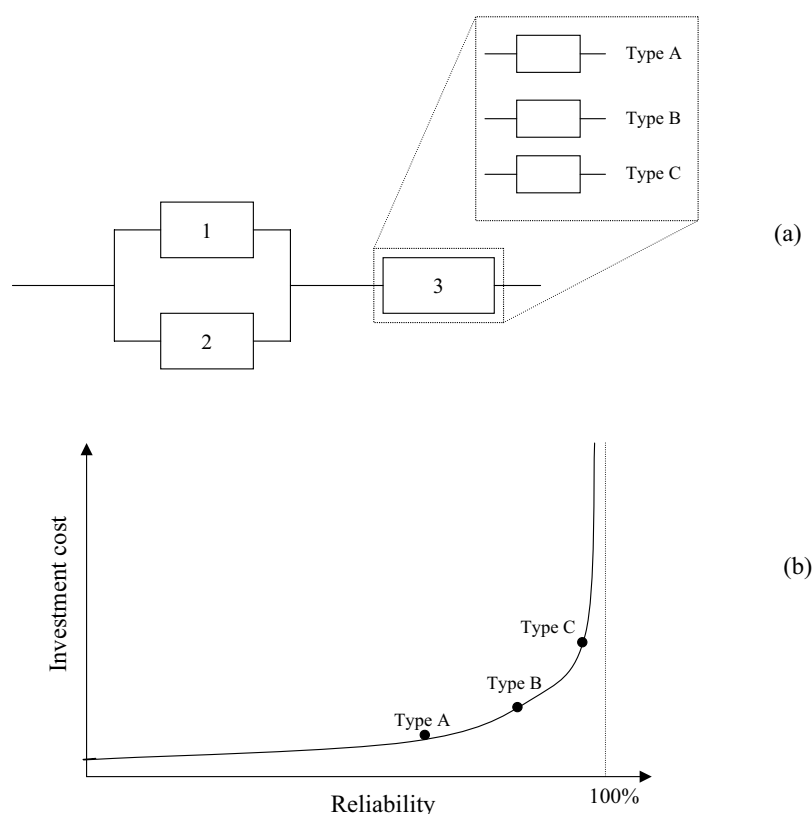 Type A
Type B
Type C
(a)
1
3
2
Investment cost
(b)
Type C
Type B
Type A
100%
Reliability